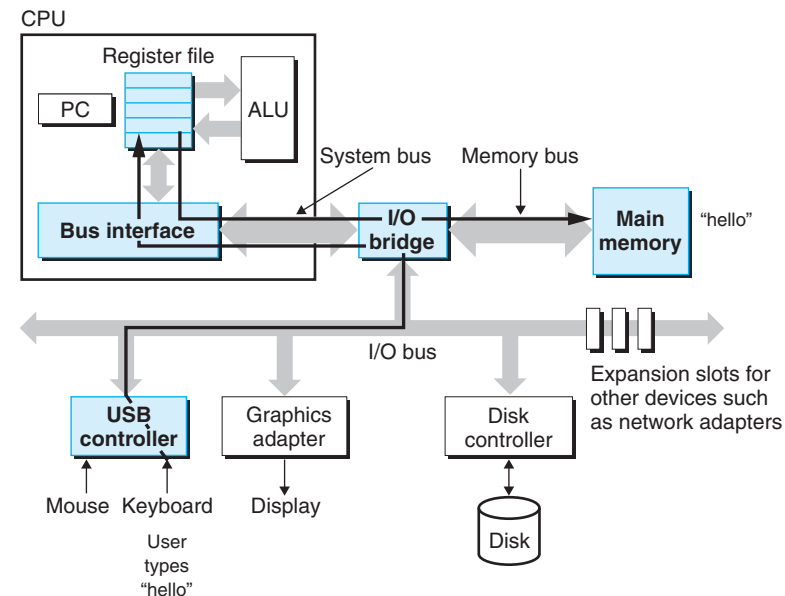 CPU
Register file
PC
ALU
System bus
Memory bus
Bus interface
I/O
bridge
Main
memory
“hello”
I/O bus
Expansion slots for
other devices such
as network adapters
USB
controller
Graphics
adapter
Disk
controller
Mouse
Keyboard
Display
Disk
User
types
“hello”